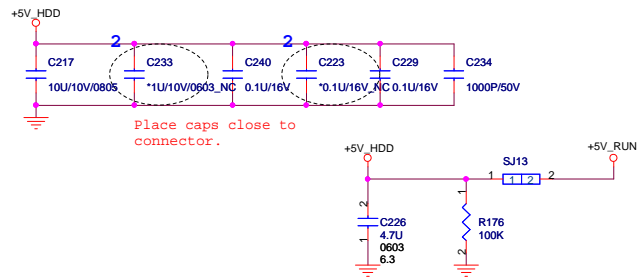 +5V_HDD
2
2
C217
C233
C240
C223
C229
C234
10U/10V/0805
*1U/10V/0603_NC
0.1U/16V
*0.1U/16V_NC
0.1U/16V
1000P/50V
Place caps close to
connector.
+5V_HDD
SJ13
+5V_RUN
1
1
2
2
2
C226
4.7U
0603
6.3
1
1
R176
100K
2